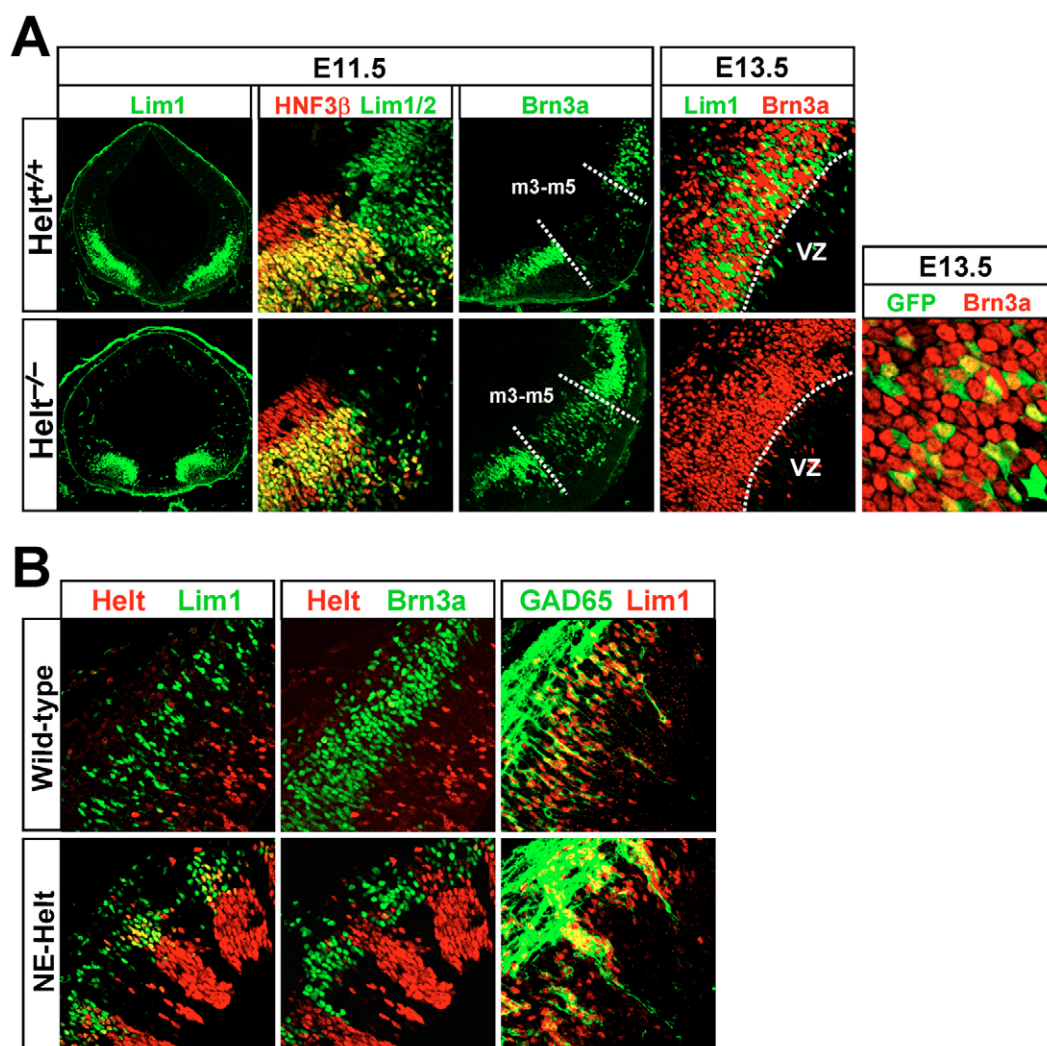 A
E11.5
E13.5
Lim1
HNF3β Lim1/2
Brn3a
Lim1 Brn3a
Helt+/+
m3-m5
VZ
E13.5
GFP Brn3a
Helt−/−
m3-m5
VZ
B
Helt Lim1
Helt Brn3a
GAD65 Lim1
Wild-type
NE-Helt